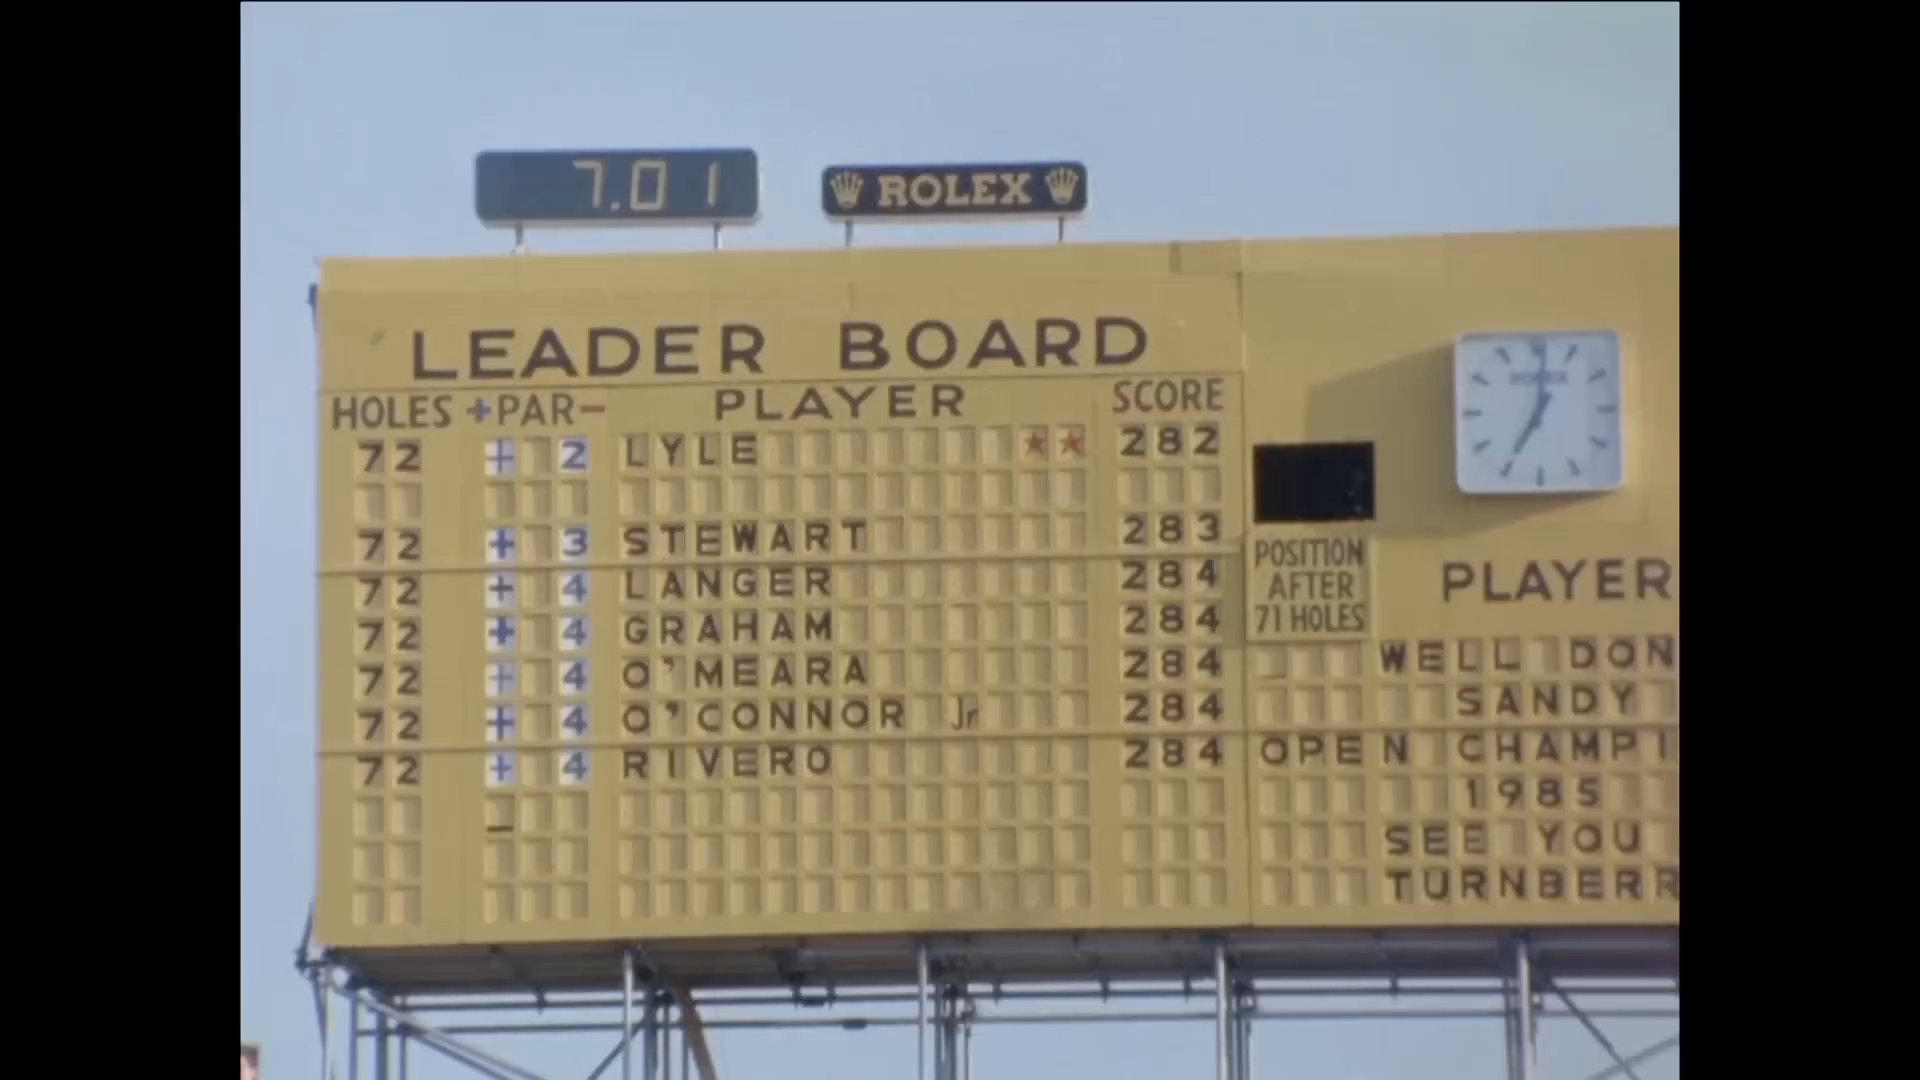 7.01
ROLEX
LEADER BOARD
HOLES +PAR- PLAYER SCORE
72 + 2 LYLE ★★ 282
72 + 3 STEWART 283
72 + 4 LANGER 284
72 + 4 GRAHAM 284
72 + 4 O'MEARA 284
72 + 4 O'CONNOR Jr 284
72 + 4 RIVERO 284
-
ROLEX
POSITION
AFTER
71 HOLES
PLAYER
WELL DON
SANDY
OPEN CHAMPI
1985
SEE YOU
TURNBERR